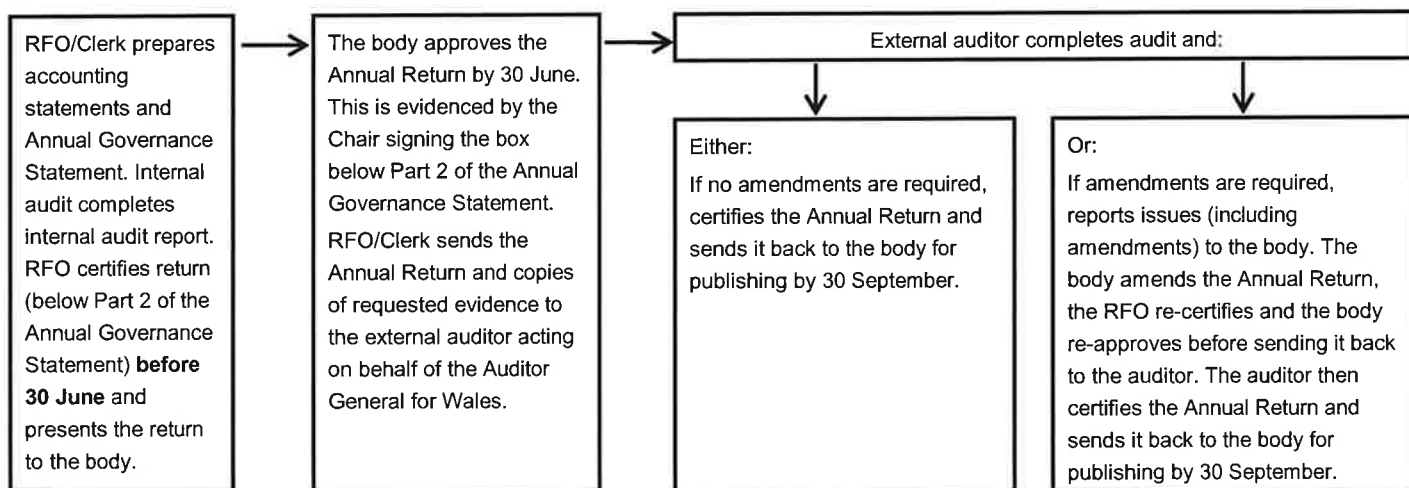 RFO/Clerk prepares
accounting
statements and
Annual Governance
Statement. Internal
audit completes
internal audit report.
RFO certifies return
(below Part 2 of the
Annual Governance
Statement) before
30 June and
presents the return
to the body.
The body approves the
Annual Return by 30 June.
This is evidenced by the
Chair signing the box
below Part 2 of the Annual
Governance Statement.
RFO/Clerk sends the
Annual Return and copies
of requested evidence to
the external auditor acting
on behalf of the Auditor
General for Wales.
External auditor completes audit and:
Either:
If no amendments are required,
certifies the Annual Return and
sends it back to the body for
publishing by 30 September.
Or:
If amendments are required,
reports issues (including
amendments) to the body. The
body amends the Annual Return,
the RFO re-certifies and the body
re-approves before sending it back
to the auditor. The auditor then
certifies the Annual Return and
sends it back to the body for
publishing by 30 September.